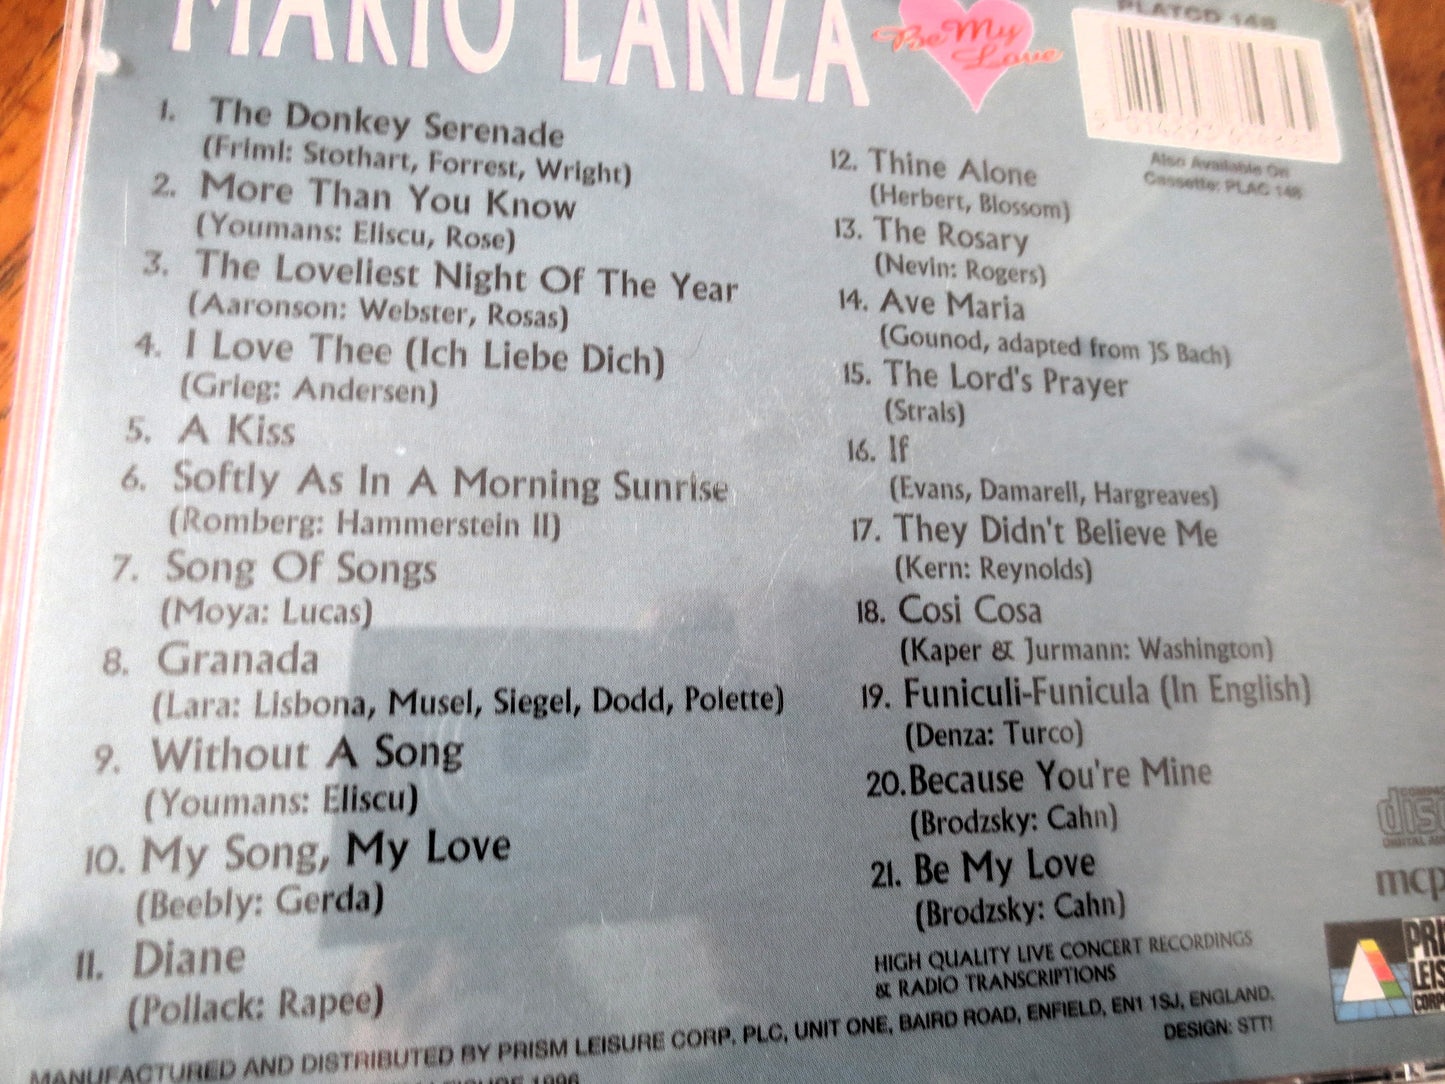 MARIO LANZA
Be My
Love
PLATCD 148
Also Available On
Cassette: PLAC 148
1. The Donkey Serenade
(Friml: Stothart, Forrest, Wright)
2. More Than You Know
(Youmans: Eliscu, Rose)
3. The Loveliest Night Of The Year
(Aaronson: Webster, Rosas)
4. I Love Thee (Ich Liebe Dich)
(Grieg: Andersen)
5. A Kiss
6. Softly As In A Morning Sunrise
(Romberg: Hammerstein II)
7. Song Of Songs
(Moya: Lucas)
8. Granada
(Lara: Lisbona, Musel, Siegel, Dodd, Polette)
9. Without A Song
(Youmans: Eliscu)
10. My Song, My Love
(Beebly: Gerda)
11. Diane
(Pollack: Rapee)
12. Thine Alone
(Herbert, Blossom)
13. The Rosary
(Nevin: Rogers)
14. Ave Maria
(Gounod, adapted from JS Bach)
15. The Lord's Prayer
(Strals)
16. If
(Evans, Damarell, Hargreaves)
17. They Didn't Believe Me
(Kern: Reynolds)
18. Cosi Cosa
(Kaper & Jurmann: Washington)
19. Funiculi-Funicula (In English)
(Denza: Turco)
20. Because You're Mine
(Brodzsky: Cahn)
21. Be My Love
(Brodzsky: Cahn)
HIGH QUALITY LIVE CONCERT RECORDINGS
& RADIO TRANSCRIPTIONS
MANUFACTURED AND DISTRIBUTED BY PRISM LEISURE CORP. PLC, UNIT ONE, BAIRD ROAD, ENFIELD, EN1 1SJ, ENGLAND.
DESIGN: STT!
1996
disc
DIGITAL
mcp
PRI
LEIS
CORP